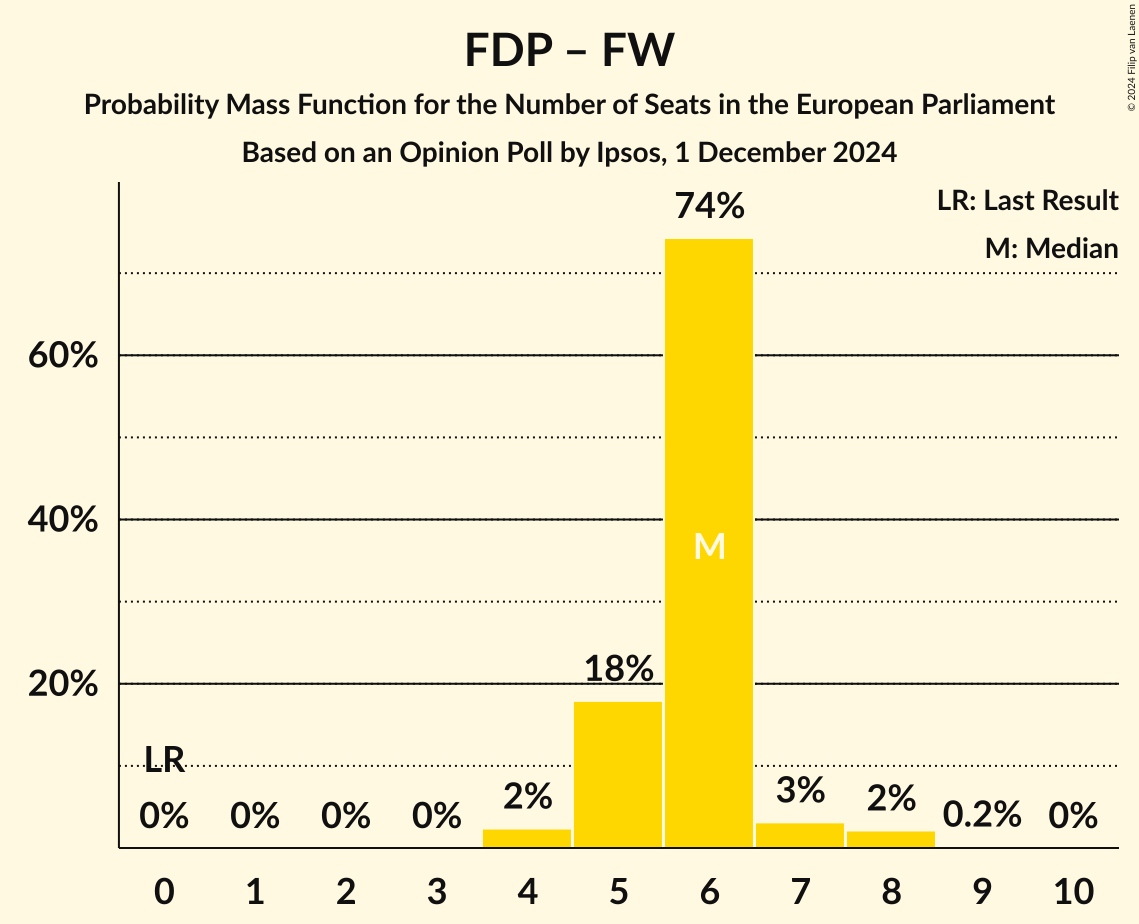 FDP – FW
Probability Mass Function for the Number of Seats in the European Parliament
Based on an Opinion Poll by Ipsos, 1 December 2024
© 2024 Filip van Laenen
LR: Last Result
M: Median
74%
60%
40%
M
18%
20%
LR
0%
0%
0%
0%
2%
3%
2%
0.2%
0%
0 1 2 3 4 5 6 7 8 9 10